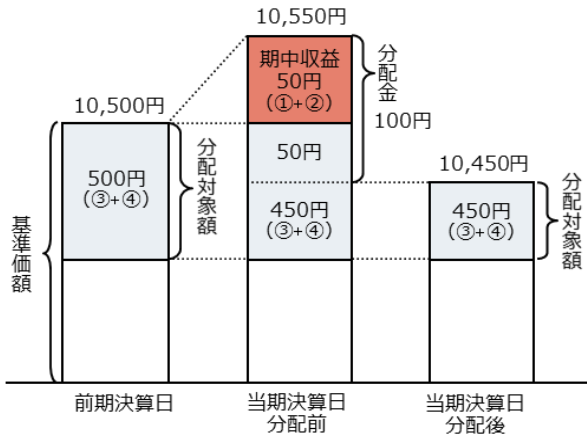 10,550円
期中収益
50円
(①+②)
分配金
100円
10,500円
500円
(③+④)
分配対象額
50円
450円
(③+④)
10,450円
450円
(③+④)
分配対象額
基準価額
前期決算日
当期決算日
分配前
当期決算日
分配後